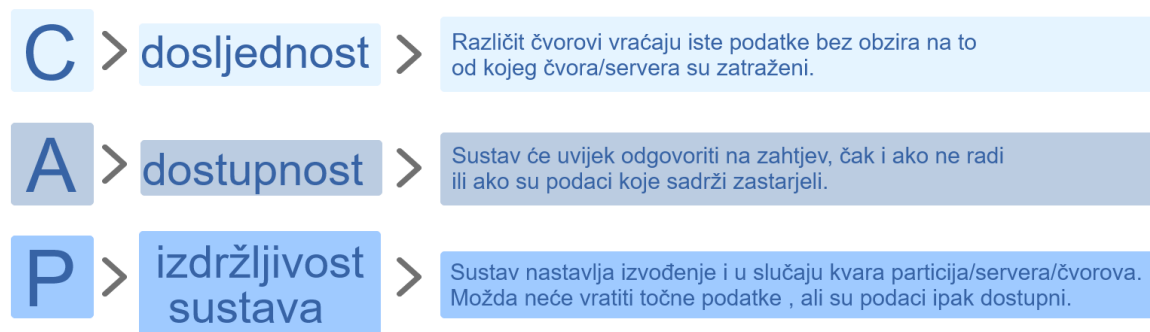 C
dosljednost
Različit čvorovi vraćaju iste podatke bez obzira na to
od kojeg čvora/servera su zatraženi.
A
dostupnost
Sustav će uvijek odgovoriti na zahtjev, čak i ako ne radi
ili ako su podaci koje sadrži zastarjeli.
P
izdržljivost
sustava
Sustav nastavlja izvođenje i u slučaju kvara particija/servera/čvorova.
Možda neće vratiti točne podatke , ali su podaci ipak dostupni.